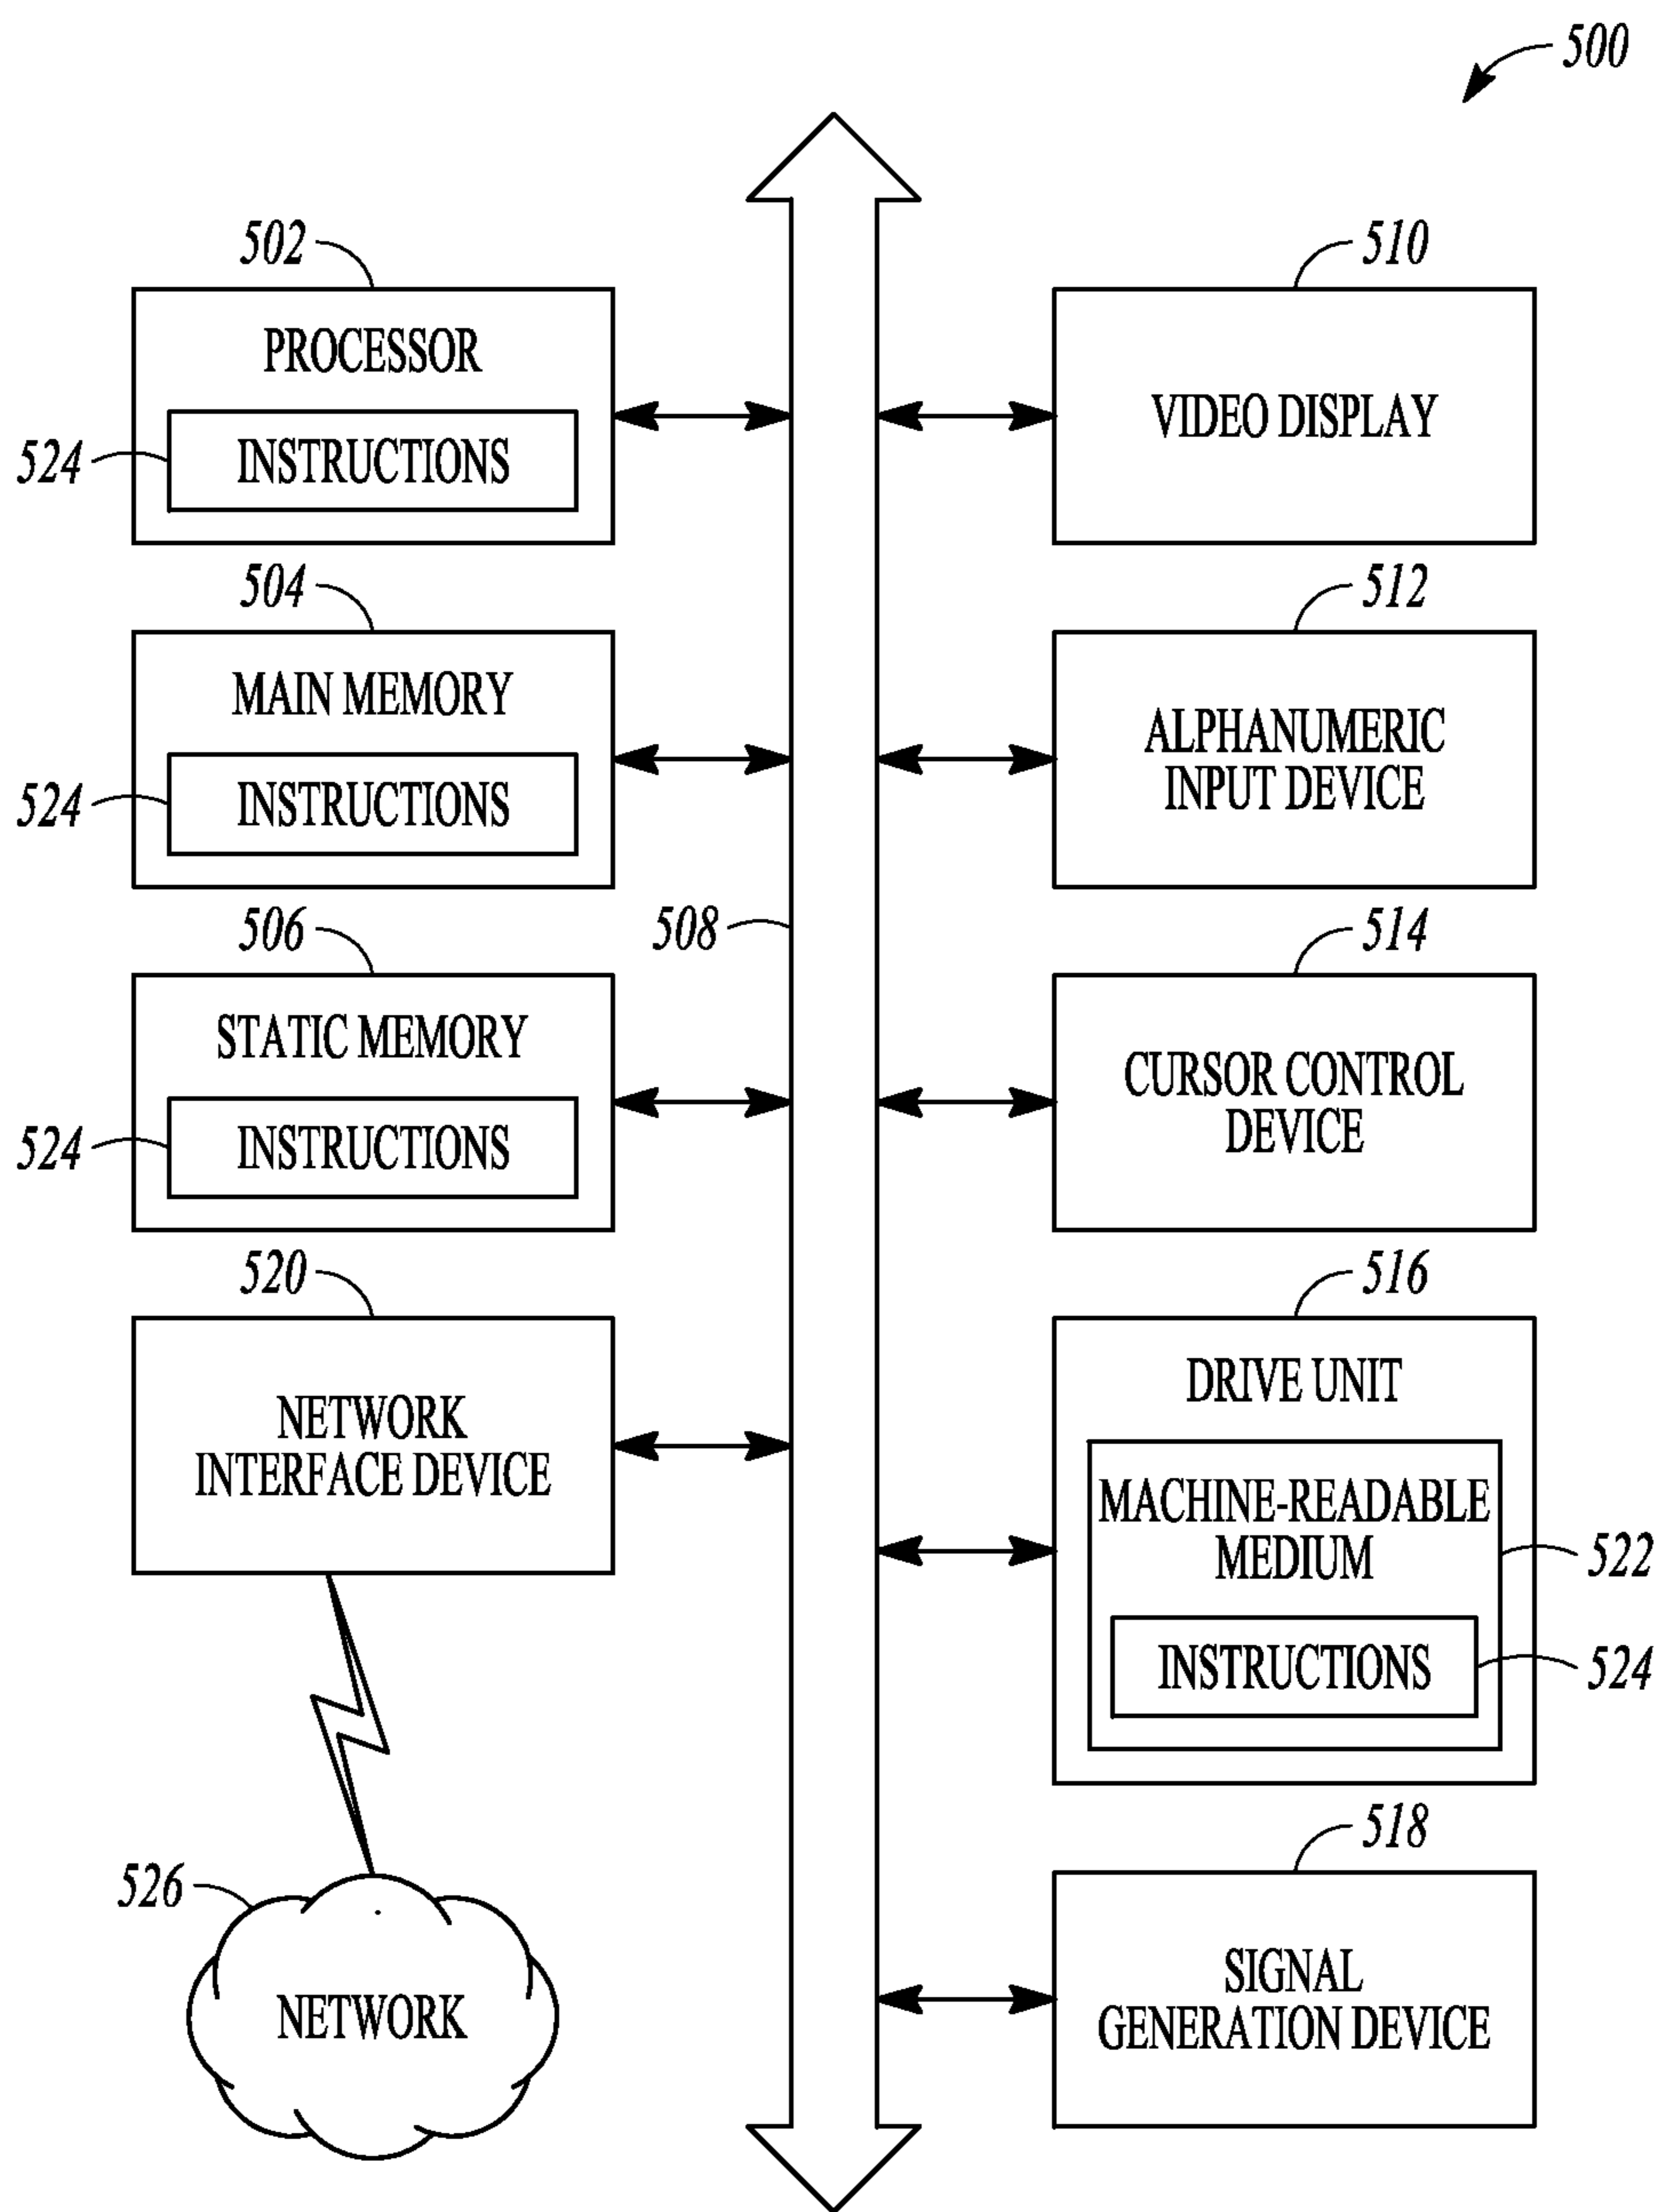 500
502
PROCESSOR
524
INSTRUCTIONS
504
MAIN MEMORY
524
INSTRUCTIONS
506
STATIC MEMORY
524
INSTRUCTIONS
520
NETWORK
INTERFACE DEVICE
526
NETWORK
508
510
VIDEO DISPLAY
512
ALPHANUMERIC
INPUT DEVICE
514
CURSOR CONTROL
DEVICE
516
DRIVE UNIT
MACHINE-READABLE
MEDIUM
522
INSTRUCTIONS
524
518
SIGNAL
GENERATION DEVICE